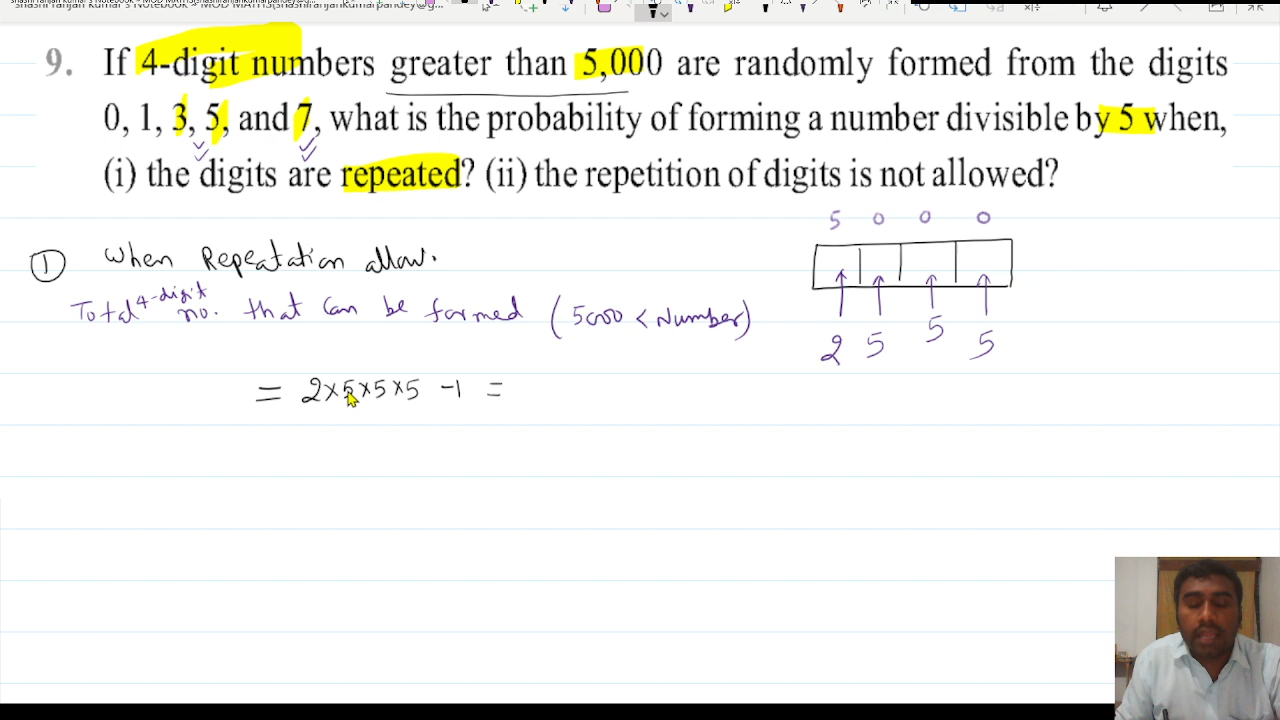 9. If 4-digit numbers greater than 5,000 are randomly formed from the digits
0, 1, 3, 5, and 7, what is the probability of forming a number divisible by 5 when,
(i) the digits are repeated? (ii) the repetition of digits is not allowed?
5 0 0 0
① When Repeatation allow.
Total 4-digit no. that can be formed (5000 < Number)
2 5 5 5
= 2×5×5×5 -1 =